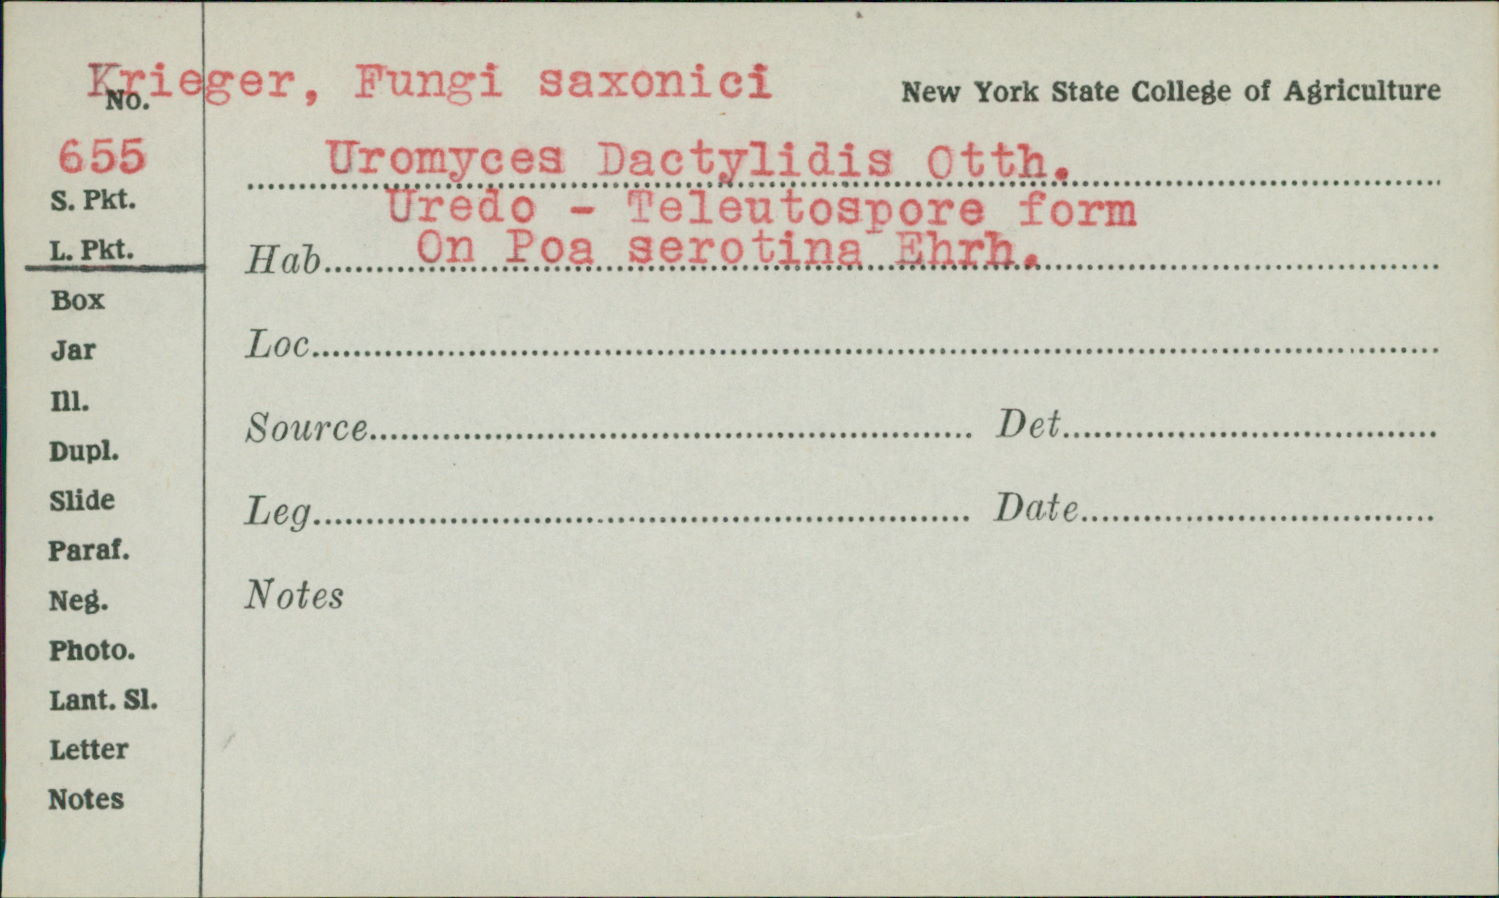 Krieger, Fungi saxonici
New York State College of Agriculture
No.
655
Uromyces Dactylidis Otth.
S. Pkt.
Uredo - Teleutospore form
L. Pkt.
Hab. On Poa serotina Ehrh.
Box
Loc.
Jar
Ill.
Source
Det.
Dupl.
Slide
Leg.
Date
Paraf.
Neg.
Notes
Photo.
Lant. Sl.
Letter
Notes